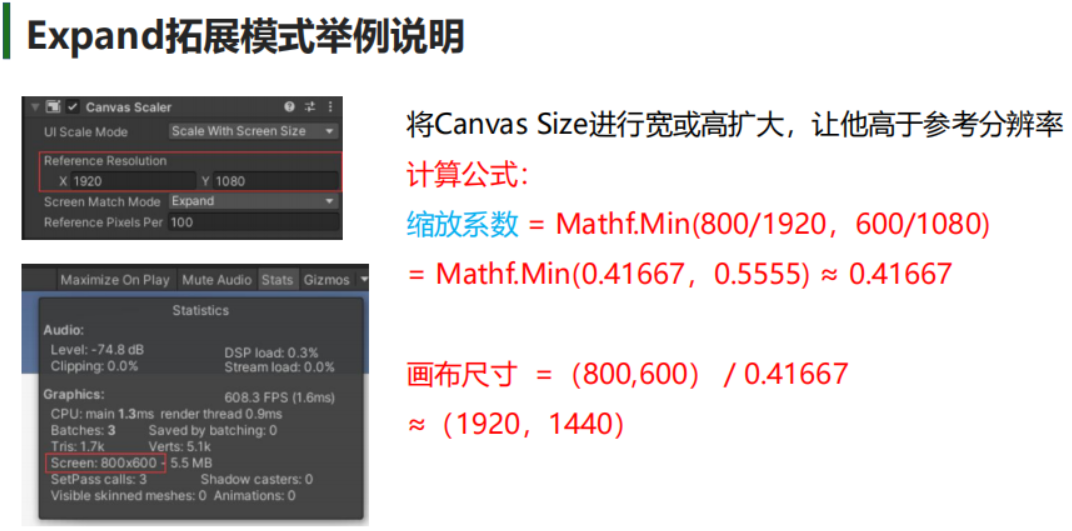 Expand拓展模式举例说明
Canvas Scaler
UI Scale Mode Scale With Screen Size
Reference Resolution
X 1920 Y 1080
Screen Match Mode Expand
Reference Pixels Per 100
Maximize On Play Mute Audio Stats Gizmos
Statistics
Audio:
Level: -74.8 dB DSP load: 0.3%
Clipping: 0.0% Stream load: 0.0%
Graphics: 608.3 FPS (1.6ms)
CPU: main 1.3ms render thread 0.9ms
Batches: 3 Saved by batching: 0
Tris: 1.7k Verts: 5.1k
Screen: 800x600 - 5.5 MB
SetPass calls: 3 Shadow casters: 0
Visible skinned meshes: 0 Animations: 0
将Canvas Size进行宽或高扩大，让他高于参考分辨率
计算公式：
缩放系数 = Mathf.Min(800/1920，600/1080)
= Mathf.Min(0.41667，0.5555) ≈ 0.41667
画布尺寸 =（800,600） / 0.41667
≈（1920，1440）